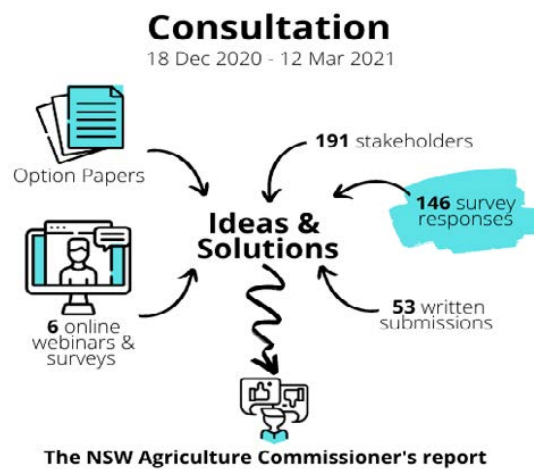 Consultation
18 Dec 2020 - 12 Mar 2021
Option Papers
191 stakeholders
146 survey
responses
Ideas &
Solutions
6 online
webinars &
surveys
53 written
submissions
The NSW Agriculture Commissioner's report